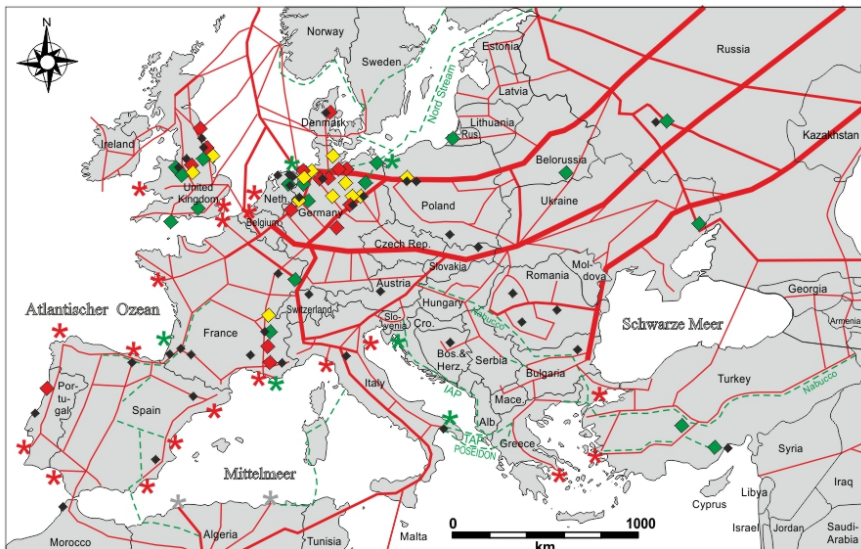 N
Norway
Sweden
Estonia
Russia
Latvia
Nord Stream
Lithuania
Rus.
Denmark
Ireland
Kazakhstan
United
Kingdom
Belorussia
Neth.
Germany
Poland
Ukraine
Belgium
Czech Rep.
Slovakia
Mol-
dova
Austria
Romania
Hungary
Atlantischer Ozean
Switzerland
France
Slo-
venia
Cro.
Nabucco
Georgia
Schwarze Meer
Armenia
Bos.&
Herz.
Serbia
Bulgaria
Italy
Por-
tugal
Spain
IAP
Mace.
Turkey
Nabucco
Alb
TAP
POSEIDON
Greece
Mittelmeer
Syria
Cyprus
Libya
Iraq
Israel
Jordan
Saudi-
Arabia
Morocco
Algeria
Tunisia
Malta
0
1000
km